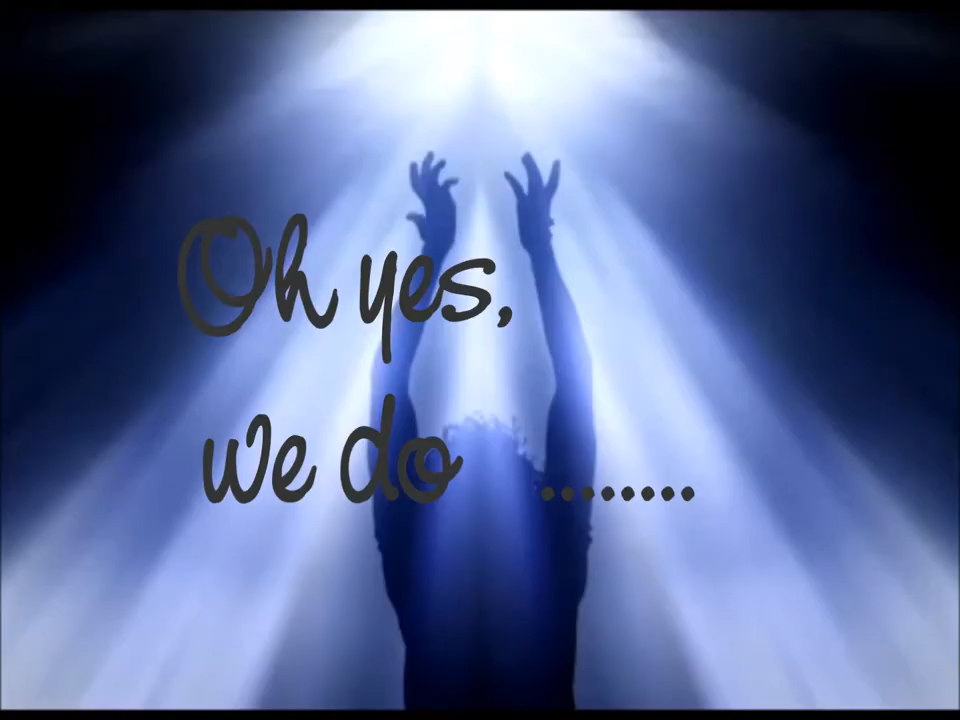 Oh yes,
we do ........